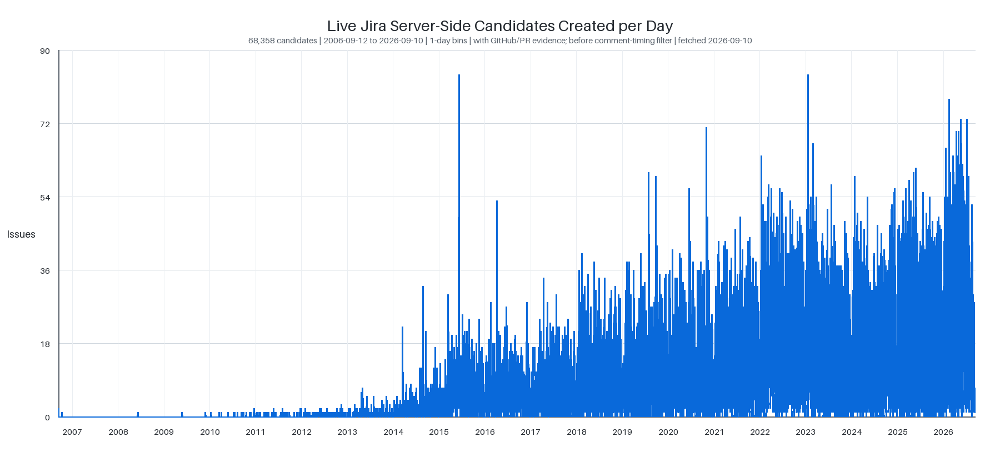 Live Jira Server-Side Candidates Created per Day
68,358 candidates | 2006-09-12 to 2026-09-10 | 1-day bins | with GitHub/PR evidence; before comment-timing filter | fetched 2026-09-10
90
72
54
Issues
36
18
0
2007 2008 2009 2010 2011 2012 2013 2014 2015 2016 2017 2018 2019 2020 2021 2022 2023 2024 2025 2026